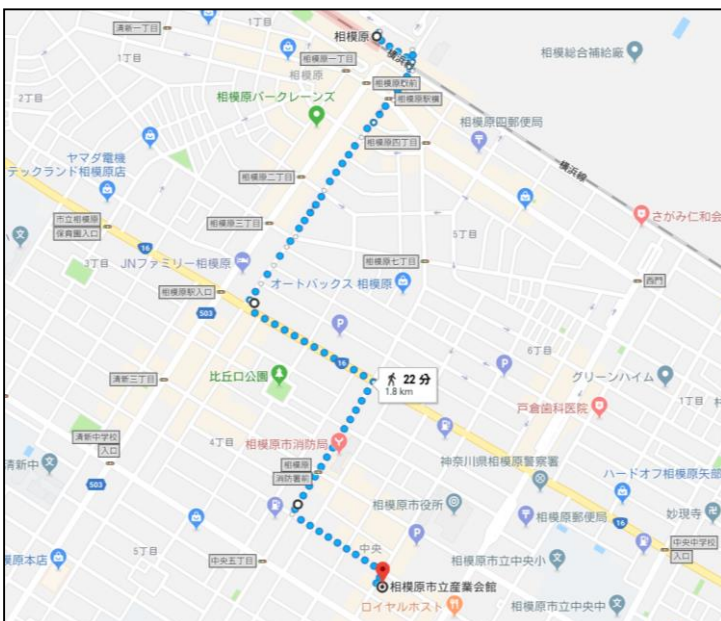 清新一丁目
1丁目
相模原
横浜線
相模総合補給廠
相模原一丁目
1丁目
相模原
2丁目
相模原駅前
相模原駅横
相模原パークレーンズ
相模原四丁目
相模原四郵便局
横浜線
ヤマダ電機
テックランド相模原店
相模原二丁目
さがみ仁和会
市立相模原
保育園入口
相模原三丁目
5丁目
16
3丁目
JNファミリー相模原
相模原七丁目
オートバックス 相模原
西門
相模原駅入口
503
P
6丁目
16
P
比丘口公園
22 分
1.8 km
グリーンハイム
清新三丁目
1丁目
戸倉歯科医院
清新中学校
入口
4丁目
相模原市消防局
清新中
相模原
消防署前
神奈川県相模原警察署
ハードオフ相模原矢部
503
相模原市役所
相模原郵便局
妙現寺
16
P
中央
5丁目
模原本店
中央五丁目
相模原市立中央小
中央中学校
入口
相模原市立産業会館
ロイヤルホスト
相模原市立中央中